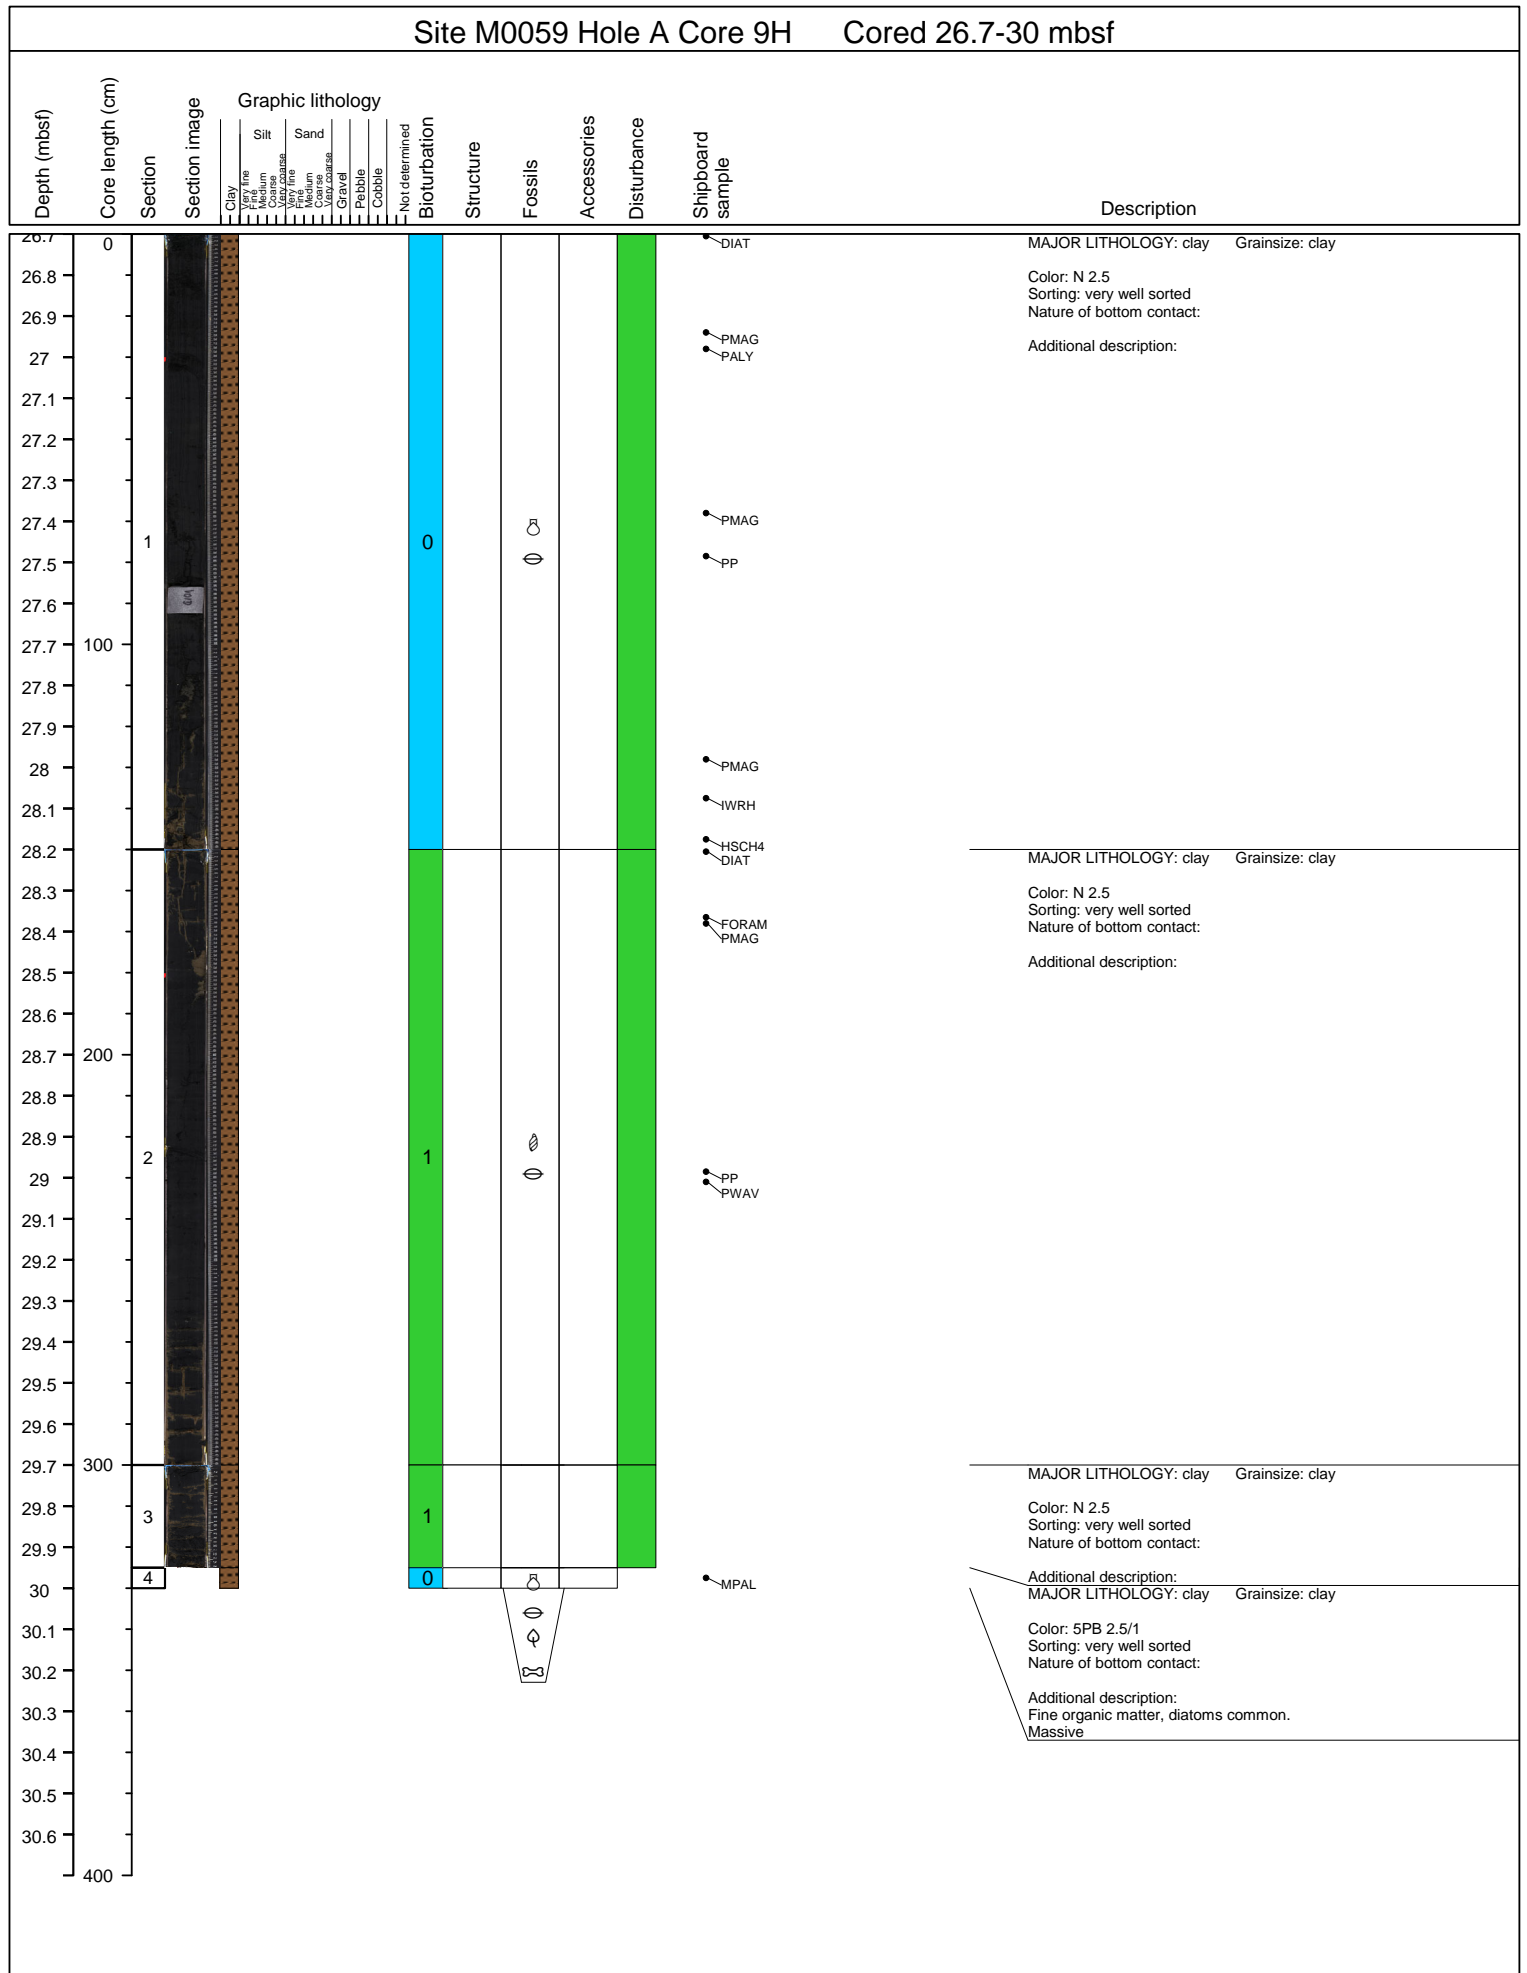 Site M0059 Hole A Core 9H Cored 26.7-30 mbsf
Depth (mbsf)
Core length (cm)
Section
Section image
Graphic lithology
Clay
Silt
Very fine
Fine
Medium
Coarse
Very coarse
Sand
Very fine
Fine
Medium
Coarse
Very coarse
Gravel
Pebble
Cobble
Not determined
Bioturbation
Structure
Fossils
Accessories
Disturbance
Shipboard
sample
Description
26.7
26.8
26.9
27
27.1
27.2
27.3
27.4
27.5
27.6
27.7
27.8
27.9
28
28.1
28.2
28.3
28.4
28.5
28.6
28.7
28.8
28.9
29
29.1
29.2
29.3
29.4
29.5
29.6
29.7
29.8
29.9
30
30.1
30.2
30.3
30.4
30.5
30.6
0
100
200
300
400
1
2
3
4
VOID
0
1
1
0
DIAT
PMAG
PALY
PMAG
PP
PMAG
IWRH
HSCH4
DIAT
FORAM
PMAG
PP
PWAV
MPAL
MAJOR LITHOLOGY: clay Grainsize: clay
Color: N 2.5
Sorting: very well sorted
Nature of bottom contact:
Additional description:
MAJOR LITHOLOGY: clay Grainsize: clay
Color: N 2.5
Sorting: very well sorted
Nature of bottom contact:
Additional description:
MAJOR LITHOLOGY: clay Grainsize: clay
Color: N 2.5
Sorting: very well sorted
Nature of bottom contact:
Additional description:
MAJOR LITHOLOGY: clay Grainsize: clay
Color: 5PB 2.5/1
Sorting: very well sorted
Nature of bottom contact:
Additional description:
Fine organic matter, diatoms common.
Massive